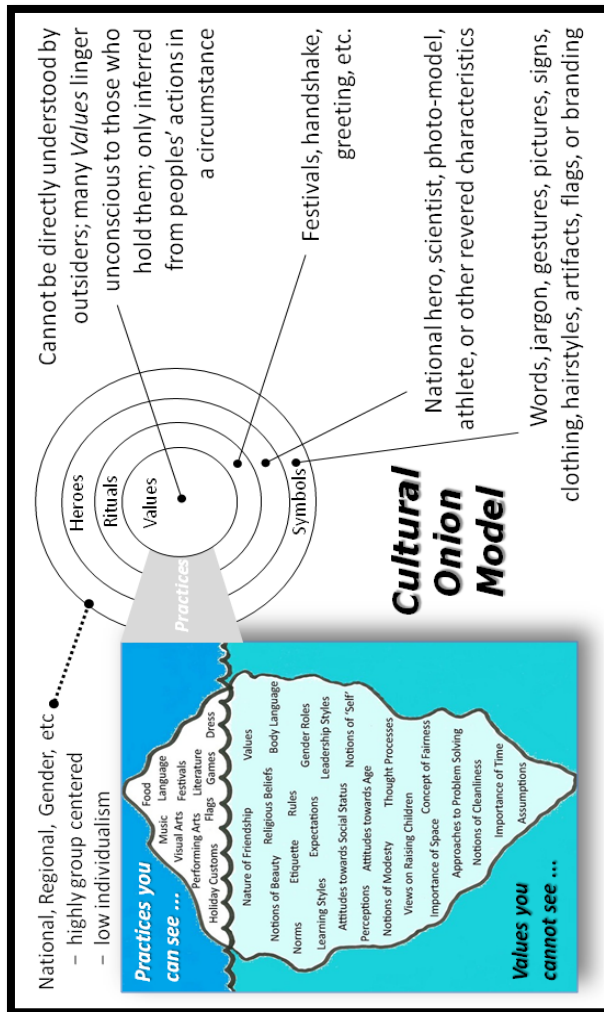 National, Regional, Gender, etc
– highly group centered
– low individualism
Cannot be directly understood by
outsiders; many Values linger
unconscious to those who
hold them; only inferred
from peoples’ actions in
a circumstance
Heroes
Rituals
Values
Symbols
Practices
Festivals, handshake,
greeting, etc.
National hero, scientist, photo-model,
athlete, or other revered characteristics
Words, jargon, gestures, pictures, signs,
clothing, hairstyles, artifacts, flags, or branding
Cultural
Onion
Model
Practices you
can see ...
Food
Music Language
Visual Arts Festivals
Performing Arts Literature
Holiday Customs Flags Games Dress
Nature of Friendship Values
Notions of Beauty Religious Beliefs Body Language
Norms Etiquette Rules Gender Roles
Learning Styles Expectations Leadership Styles
Attitudes towards Social Status Notions of ‘Self’
Perceptions Attitudes towards Age
Notions of Modesty Thought Processes
Views on Raising Children
Importance of Space Concept of Fairness
Approaches to Problem Solving
Notions of Cleanliness
Importance of Time
Assumptions
Values you
cannot see ...